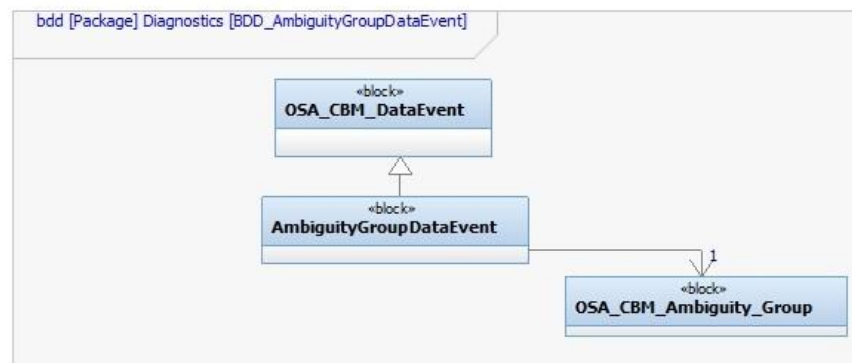 bdd [Package] Diagnostics [BDD_AmbiguityGroupDataEvent]
«block»
OSA_CBM_DataEvent
«block»
AmbiguityGroupDataEvent
1
«block»
OSA_CBM_Ambiguity_Group